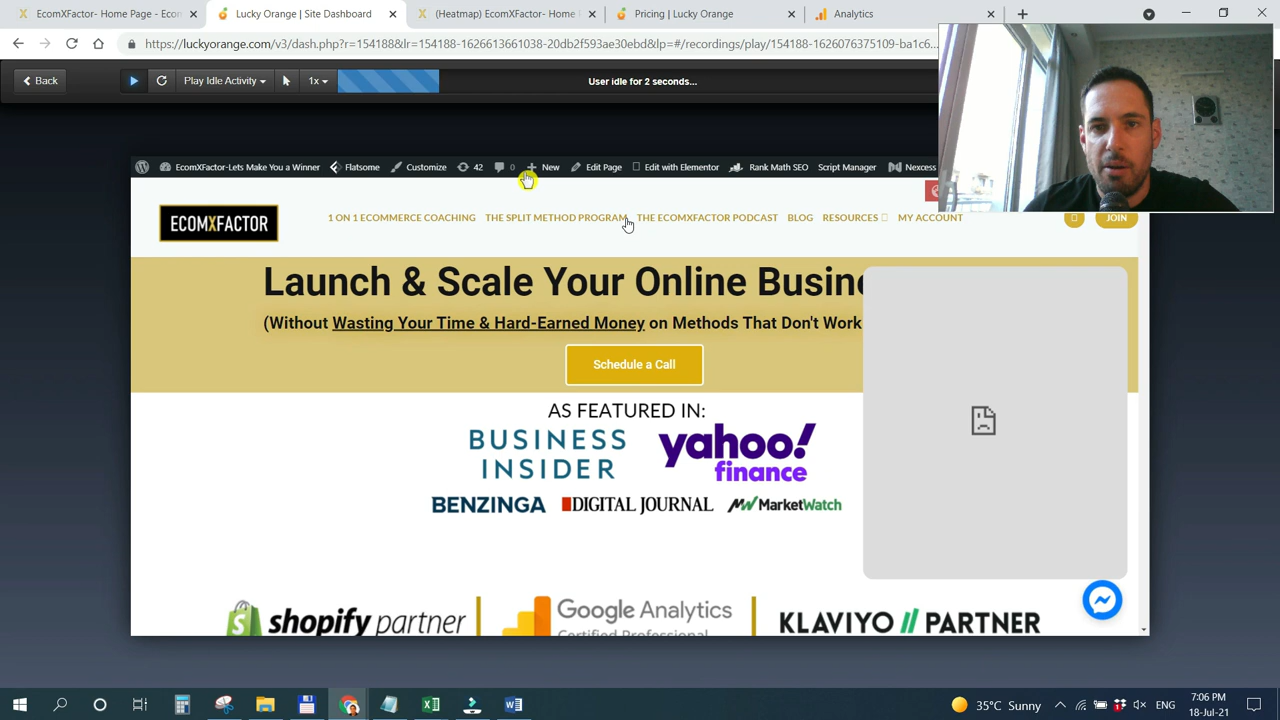 EcomXFactor - Home Page - Econ
Lucky Orange | Site Dashboard
(Heatmap) EcomXFactor- Home
Pricing | Lucky Orange
Analytics
https://luckyorange.com/v3/dash.php?r=154188&lr=154188-1626613661038-20db2f593ae30ebd&lp=#/recordings/play/154188-1626076375109-ba1c6...
Back
Play Idle Activity
1x
User idle for 2 seconds...
EcomXFactor-Lets Make You a Winner
Flatsome
Customize
42
0
New
Edit Page
Edit with Elementor
Rank Math SEO
Script Manager
Nexcess
ECOMXFACTOR
1 ON 1 ECOMMERCE COACHING
THE SPLIT METHOD PROGRAM
THE ECOMXFACTOR PODCAST
BLOG
RESOURCES
MY ACCOUNT
JOIN
Launch & Scale Your Online Busine
(Without Wasting Your Time & Hard-Earned Money on Methods That Don't Work
Schedule a Call
AS FEATURED IN:
BUSINESS
INSIDER
yahoo!
finance
BENZINGA
DIGITAL JOURNAL
MarketWatch
shopify partner
Google Analytics
Certified Professional
KLAVIYO // PARTNER
35°C Sunny
ENG
7:06 PM
18-Jul-21